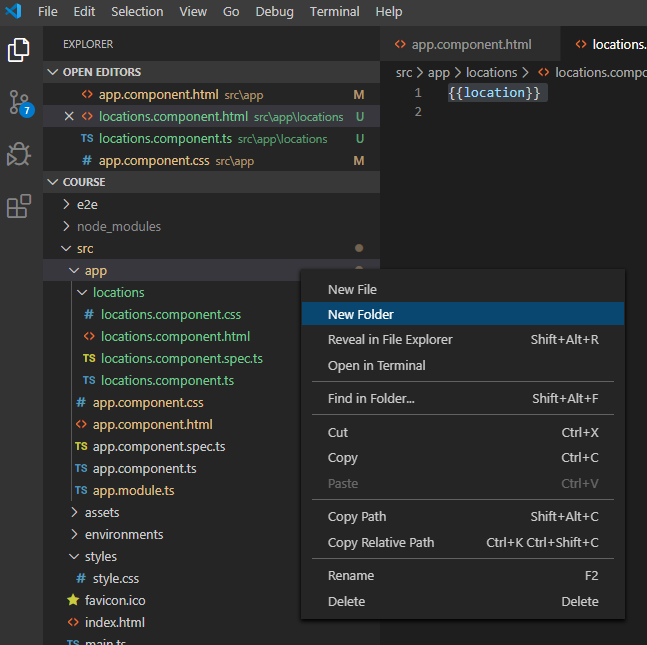 File Edit Selection View Go Debug Terminal Help
EXPLORER
OPEN EDITORS
app.component.html src\app M
locations.component.html src\app\locations U
TS locations.component.ts src\app\locations U
# app.component.css src\app M
7
COURSE
e2e
node_modules
src
app
locations
# locations.component.css
locations.component.html
TS locations.component.spec.ts
TS locations.component.ts
# app.component.css
app.component.html
TS app.component.spec.ts
TS app.component.ts
TS app.module.ts
assets
environments
styles
# style.css
favicon.ico
index.html
TS main.ts
app.component.html locations.
src > app > locations > locations.compo
1 {{location}}
2
New File
New Folder
Reveal in File Explorer Shift+Alt+R
Open in Terminal
Find in Folder... Shift+Alt+F
Cut Ctrl+X
Copy Ctrl+C
Paste Ctrl+V
Copy Path Shift+Alt+C
Copy Relative Path Ctrl+K Ctrl+Shift+C
Rename F2
Delete Delete